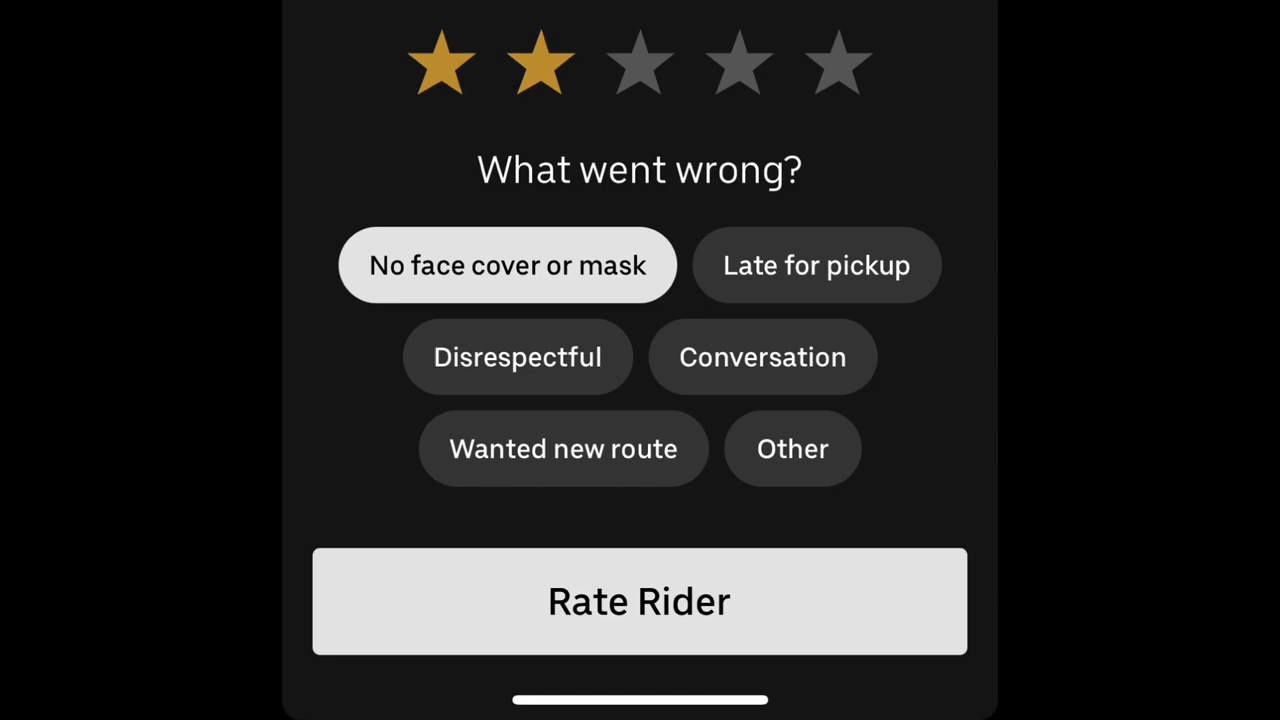 What went wrong?
No face cover or mask Late for pickup
Disrespectful Conversation
Wanted new route Other
Rate Rider